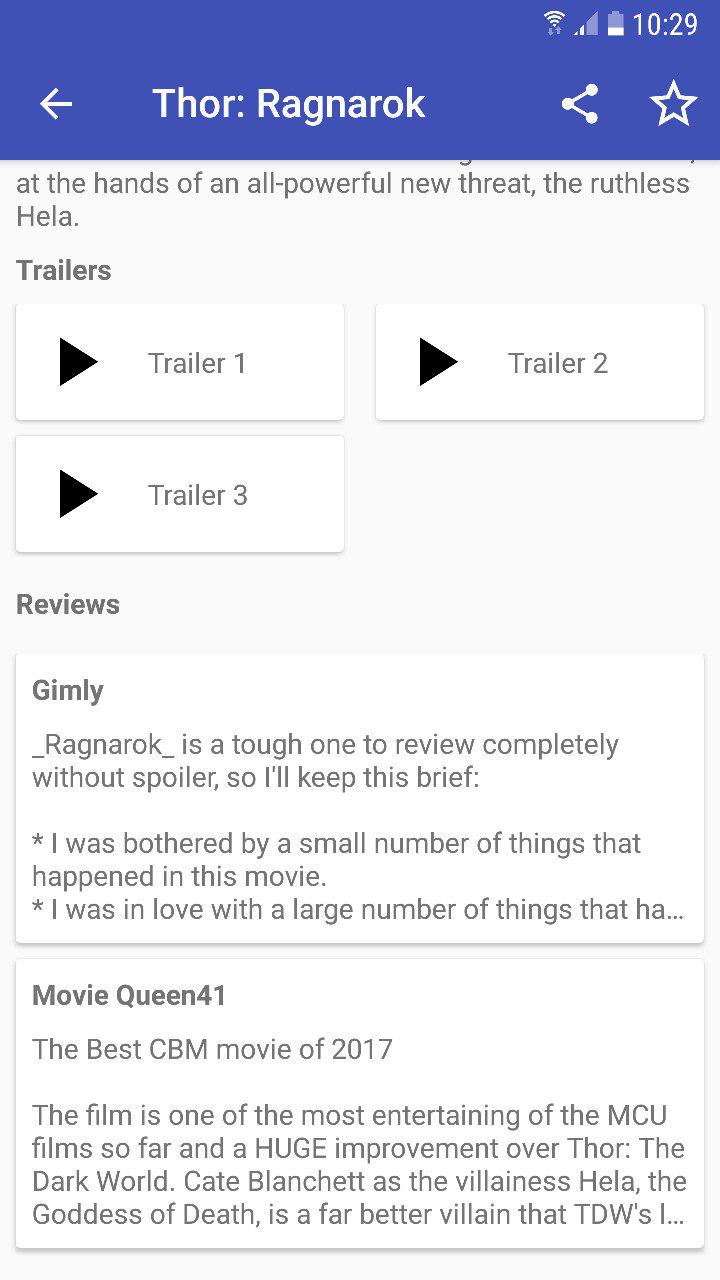 10:29
Thor: Ragnarok
at the hands of an all-powerful new threat, the ruthless
Hela.
Trailers
Trailer 1
Trailer 2
Trailer 3
Reviews
Gimly
_Ragnarok_ is a tough one to review completely
without spoiler, so I'll keep this brief:
* I was bothered by a small number of things that
happened in this movie.
* I was in love with a large number of things that ha...
Movie Queen41
The Best CBM movie of 2017
The film is one of the most entertaining of the MCU
films so far and a HUGE improvement over Thor: The
Dark World. Cate Blanchett as the villainess Hela, the
Goddess of Death, is a far better villain that TDW's l...